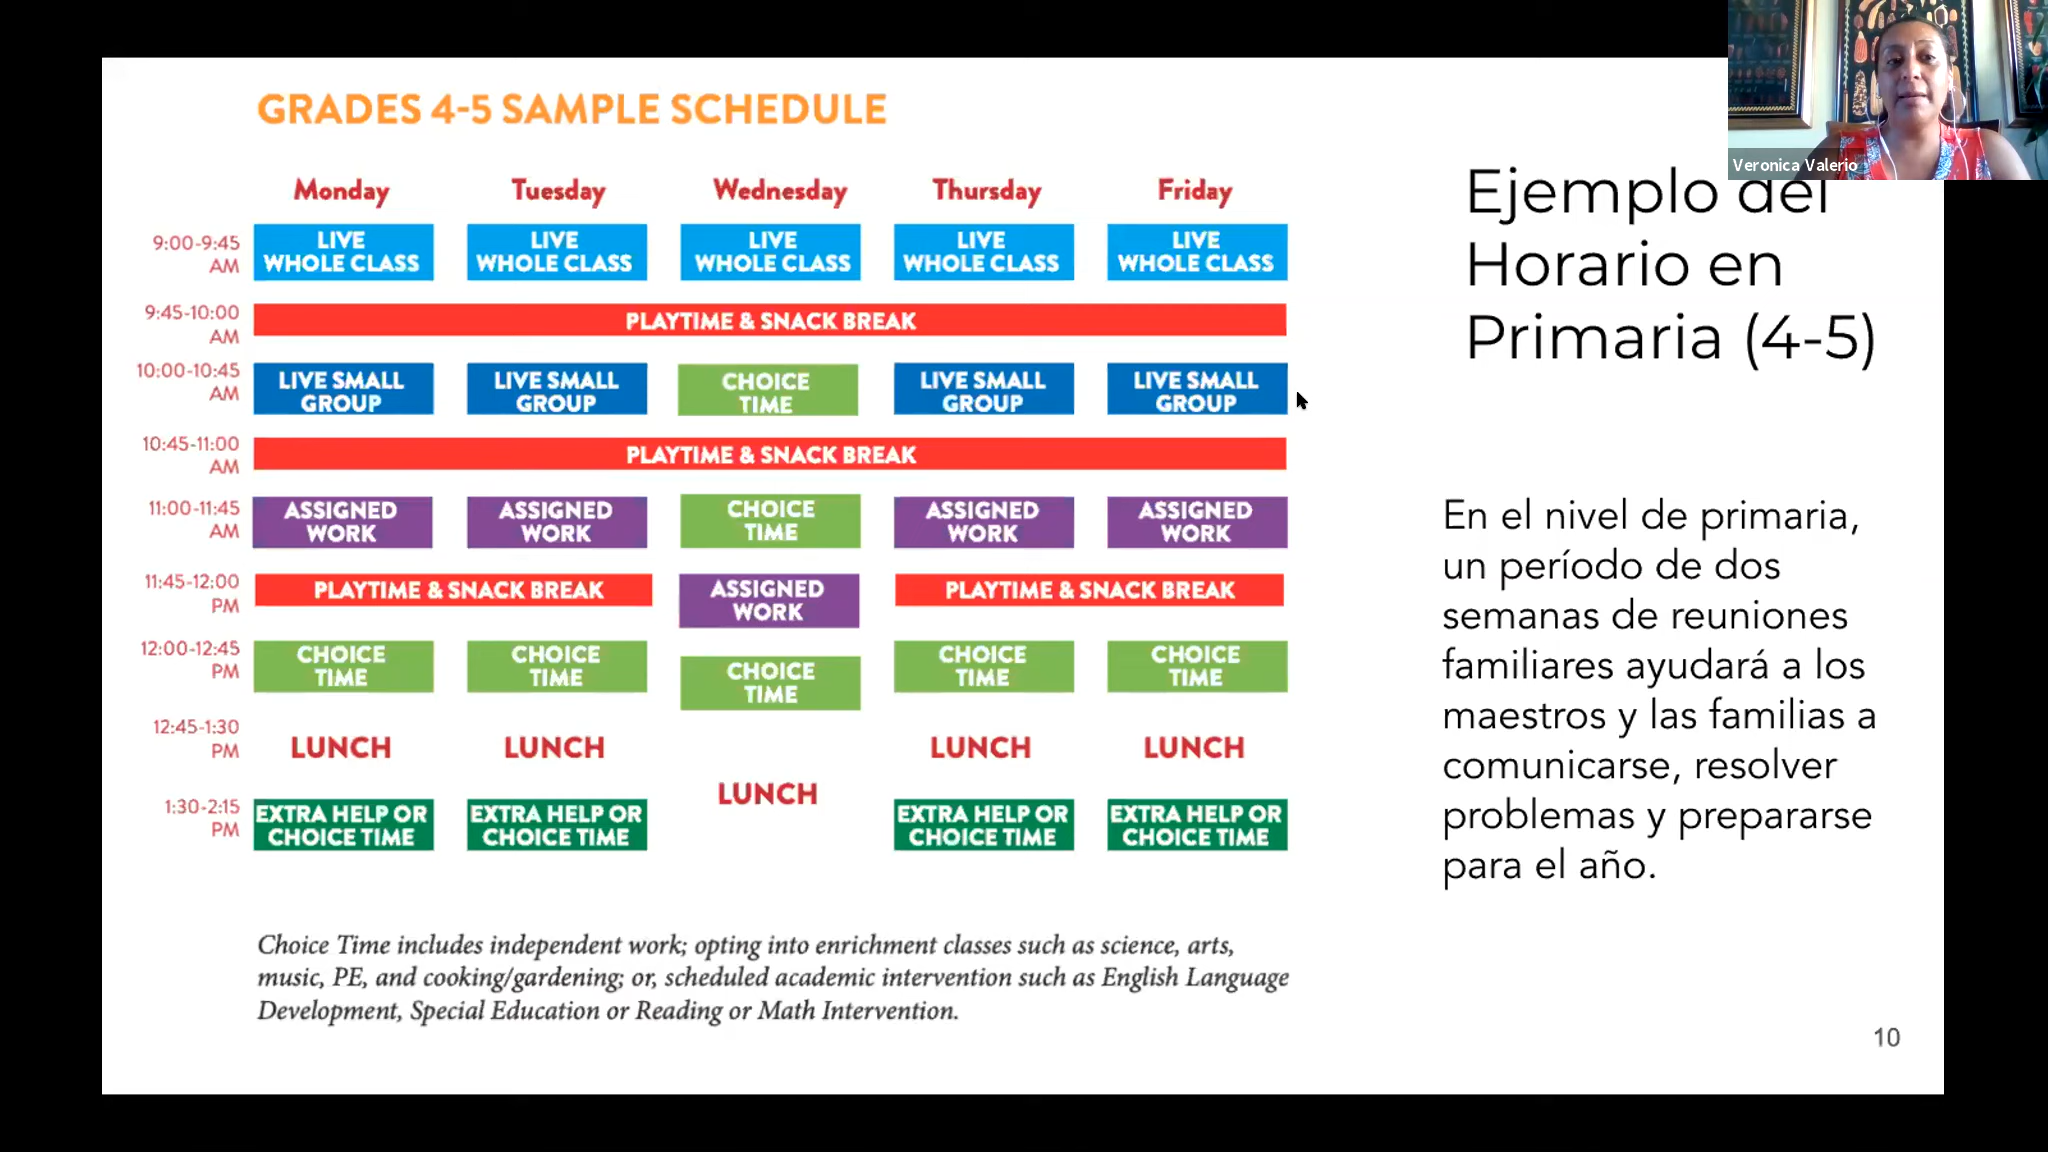 GRADES 4-5 SAMPLE SCHEDULE
Monday Tuesday Wednesday Thursday Friday
9:00-9:45
AM
LIVE
WHOLE CLASS
LIVE
WHOLE CLASS
LIVE
WHOLE CLASS
LIVE
WHOLE CLASS
LIVE
WHOLE CLASS
9:45-10:00
AM
PLAYTIME & SNACK BREAK
10:00-10:45
AM
LIVE SMALL
GROUP
LIVE SMALL
GROUP
CHOICE
TIME
LIVE SMALL
GROUP
LIVE SMALL
GROUP
10:45-11:00
AM
PLAYTIME & SNACK BREAK
11:00-11:45
AM
ASSIGNED
WORK
ASSIGNED
WORK
CHOICE
TIME
ASSIGNED
WORK
ASSIGNED
WORK
11:45-12:00
PM
PLAYTIME & SNACK BREAK
ASSIGNED
WORK
PLAYTIME & SNACK BREAK
12:00-12:45
PM
CHOICE
TIME
CHOICE
TIME
CHOICE
TIME
CHOICE
TIME
CHOICE
TIME
12:45-1:30
PM
LUNCH
LUNCH
LUNCH
LUNCH
LUNCH
1:30-2:15
PM
EXTRA HELP OR
CHOICE TIME
EXTRA HELP OR
CHOICE TIME
EXTRA HELP OR
CHOICE TIME
EXTRA HELP OR
CHOICE TIME
Choice Time includes independent work; opting into enrichment classes such as science, arts,
music, PE, and cooking/gardening; or, scheduled academic intervention such as English Language
Development, Special Education or Reading or Math Intervention.
Veronica Valerio
Ejemplo del
Horario en
Primaria (4-5)
En el nivel de primaria,
un período de dos
semanas de reuniones
familiares ayudará a los
maestros y las familias a
comunicarse, resolver
problemas y prepararse
para el año.
10